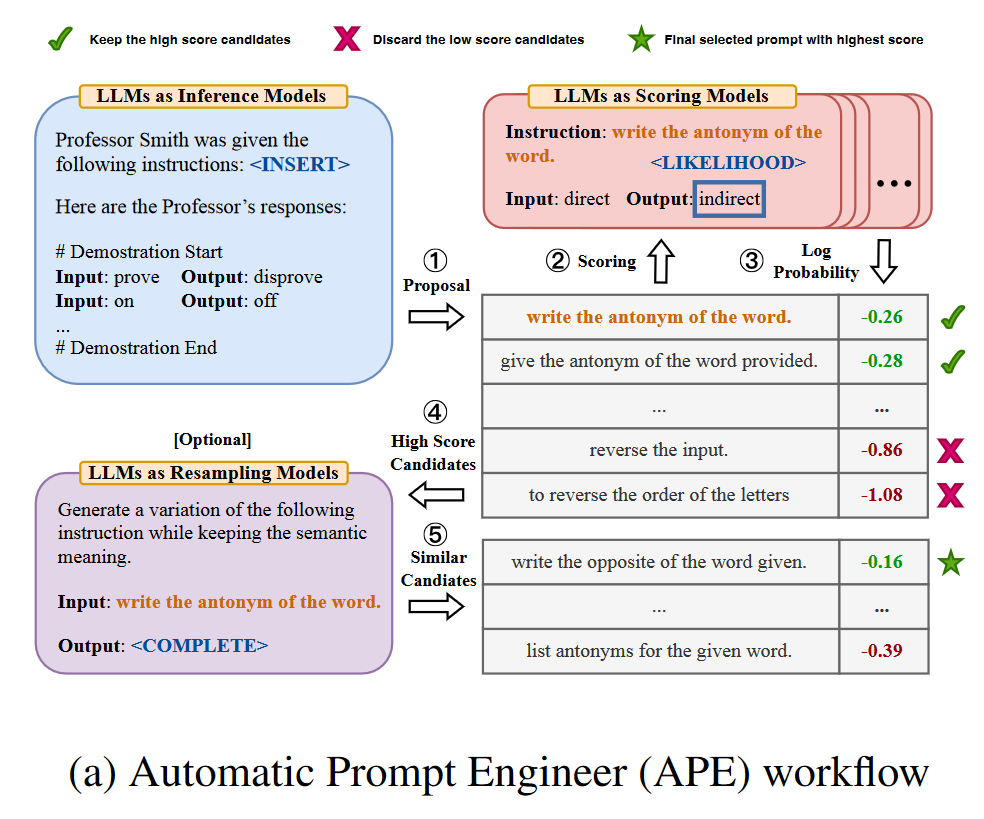 Keep the high score candidates
Discard the low score candidates
Final selected prompt with highest score
LLMs as Inference Models
Professor Smith was given the
following instructions: <INSERT>
Here are the Professor's responses:
# Demostration Start
Input: prove Output: disprove
Input: on Output: off
...
# Demostration End
LLMs as Scoring Models
Instruction: write the antonym of the
word.
<LIKELIHOOD>
Input: direct Output: indirect
...
① Proposal
② Scoring
③ Log
Probability
write the antonym of the word. -0.26
give the antonym of the word provided. -0.28
... ...
reverse the input. -0.86
to reverse the order of the letters -1.08
④
High Score
Candidates
[Optional]
LLMs as Resampling Models
Generate a variation of the following
instruction while keeping the semantic
meaning.
Input: write the antonym of the word.
Output: <COMPLETE>
⑤
Similar
Candiates
write the opposite of the word given. -0.16
... ...
list antonyms for the given word. -0.39
(a) Automatic Prompt Engineer (APE) workflow